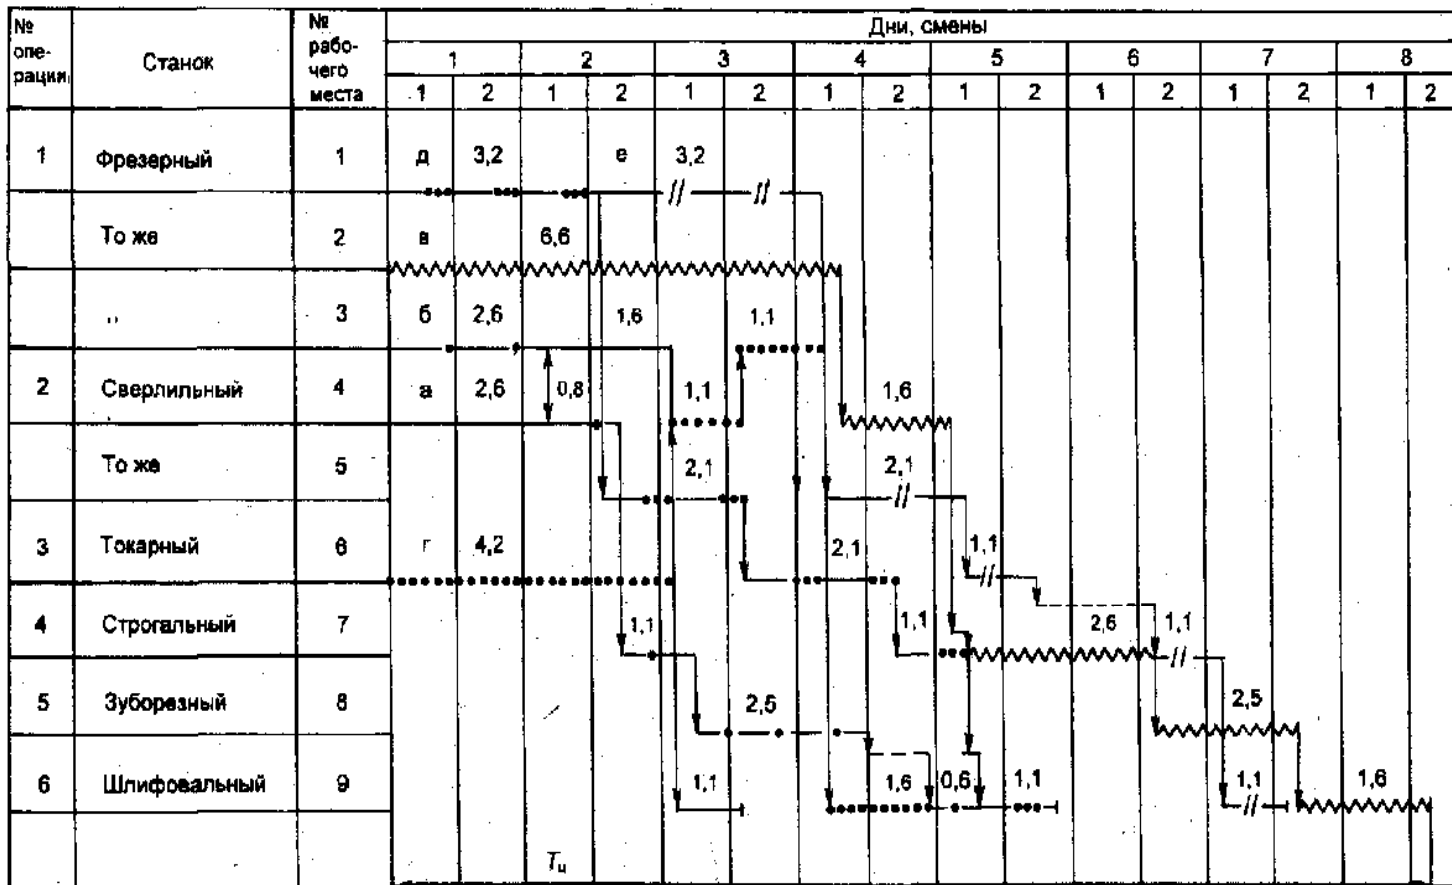 № опе- рации
Станок
№ рабо- чего места
Дни, смены
1 2 3 4 5 6 7 8
1 2 1 2 1 2 1 2 1 2 1 2 1 2 1 2
1 Фрезерный 1 д 3,2 е 3,2
То же 2 в 6,6
,, 3 б 2,6 1,6 1,1
2 Сверлильный 4 а 2,6 0,8 1,1 1,6
То же 5 2,1 2,1
3 Токарный 6 г 4,2 2,1 1,1
4 Строгальный 7 1,1 1,1 2,6 1,1
5 Зуборезный 8 2,5 2,5
6 Шлифовальный 9 1,1 1,6 0,6 1,1 1,1 1,6
Tц